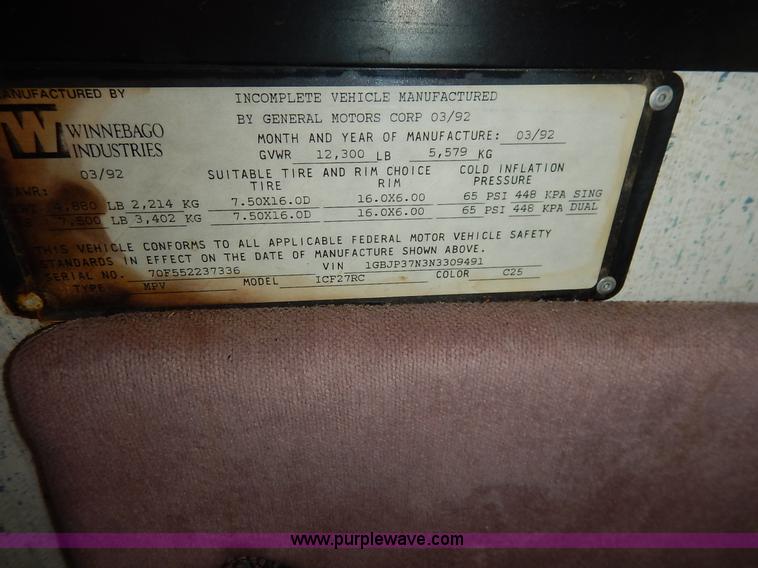 MANUFACTURED BY
INCOMPLETE VEHICLE MANUFACTURED
BY GENERAL MOTORS CORP 03/92
W WINNEBAGO
INDUSTRIES
MONTH AND YEAR OF MANUFACTURE: 03/92
GVWR 12,300 LB 5,579 KG
03/92
SUITABLE TIRE AND RIM CHOICE COLD INFLATION
TIRE RIM PRESSURE
GAWR:
4,880 LB 2,214 KG 7.50X16.0D 16.0X6.00 65 PSI 448 KPA SING
7,500 LB 3,402 KG 7.50X16.0D 16.0X6.00 65 PSI 448 KPA DUAL
THIS VEHICLE CONFORMS TO ALL APPLICABLE FEDERAL MOTOR VEHICLE SAFETY
STANDARDS IN EFFECT ON THE DATE OF MANUFACTURE SHOWN ABOVE.
SERIAL NO. 70F552237336 VIN 1GBJP37N3N3309491
TYPE MPV MODEL ICF27RC COLOR C25
www.purplewave.com